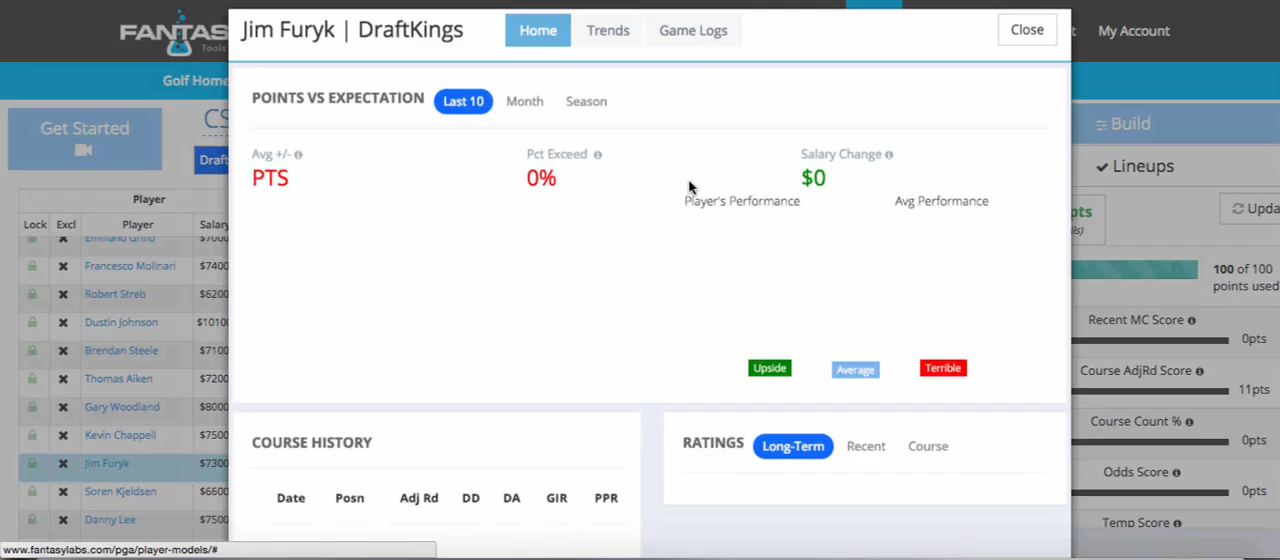 FANTAS
Tools
Jim Furyk | DraftKings
Home
Trends
Game Logs
Close
My Account
Golf Home
Get Started
CS
Draft
POINTS VS EXPECTATION
Last 10
Month
Season
Avg +/-
Pct Exceed
Salary Change
PTS
0%
$0
Player's Performance
Avg Performance
Upside
Average
Terrible
COURSE HISTORY
Date Posn Adj Rd DD DA GIR PPR
RATINGS
Long-Term
Recent
Course
Player
Lock Excl Player Salary
Emiliano Grillo $7000
Francesco Molinari $7400
Robert Streb $6200
Dustin Johnson $10100
Brendan Steele $7100
Thomas Aiken $7200
Gary Woodland $8000
Kevin Chappell $7500
Jim Furyk $7300
Soren Kjeldsen $6600
Danny Lee $7500
Build
Lineups
pts
Upda
100 of 100
points used
Recent MC Score
0pts
Course AdjRd Score
11pts
Course Count %
0pts
Odds Score
0pts
Temp Score
www.fantasylabs.com/pga/player-models/#